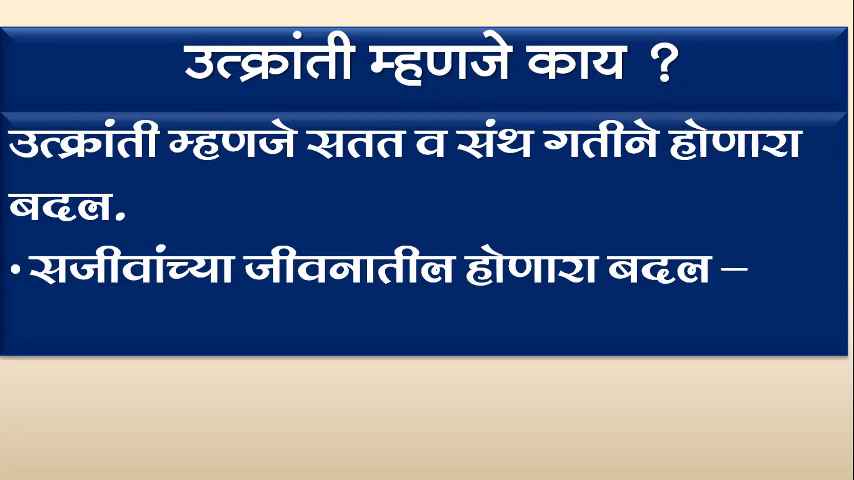 उत्क्रांती म्हणजे काय ?
उत्क्रांती म्हणजे सतत व संथ गतीने होणारा
बदल.
• सजीवांच्या जीवनातील होणारा बदल –